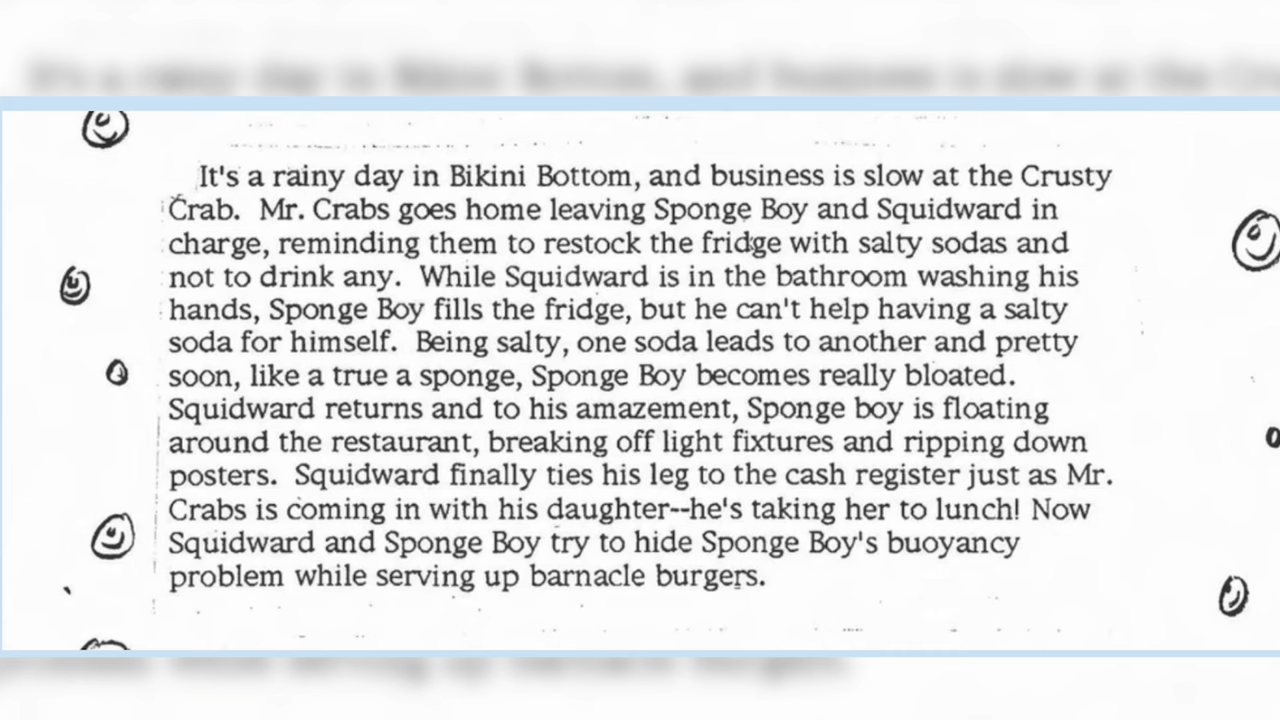 It's a rainy day in Bikini Bottom, and business is slow at the Crusty
Crab.  Mr. Crabs goes home leaving Sponge Boy and Squidward in
charge, reminding them to restock the fridge with salty sodas and
not to drink any.  While Squidward is in the bathroom washing his
hands, Sponge Boy fills the fridge, but he can't help having a salty
soda for himself.  Being salty, one soda leads to another and pretty
soon, like a true a sponge, Sponge Boy becomes really bloated.
Squidward returns and to his amazement, Sponge boy is floating
around the restaurant, breaking off light fixtures and ripping down
posters.  Squidward finally ties his leg to the cash register just as Mr.
Crabs is coming in with his daughter--he's taking her to lunch! Now
Squidward and Sponge Boy try to hide Sponge Boy's buoyancy
problem while serving up barnacle burgers.